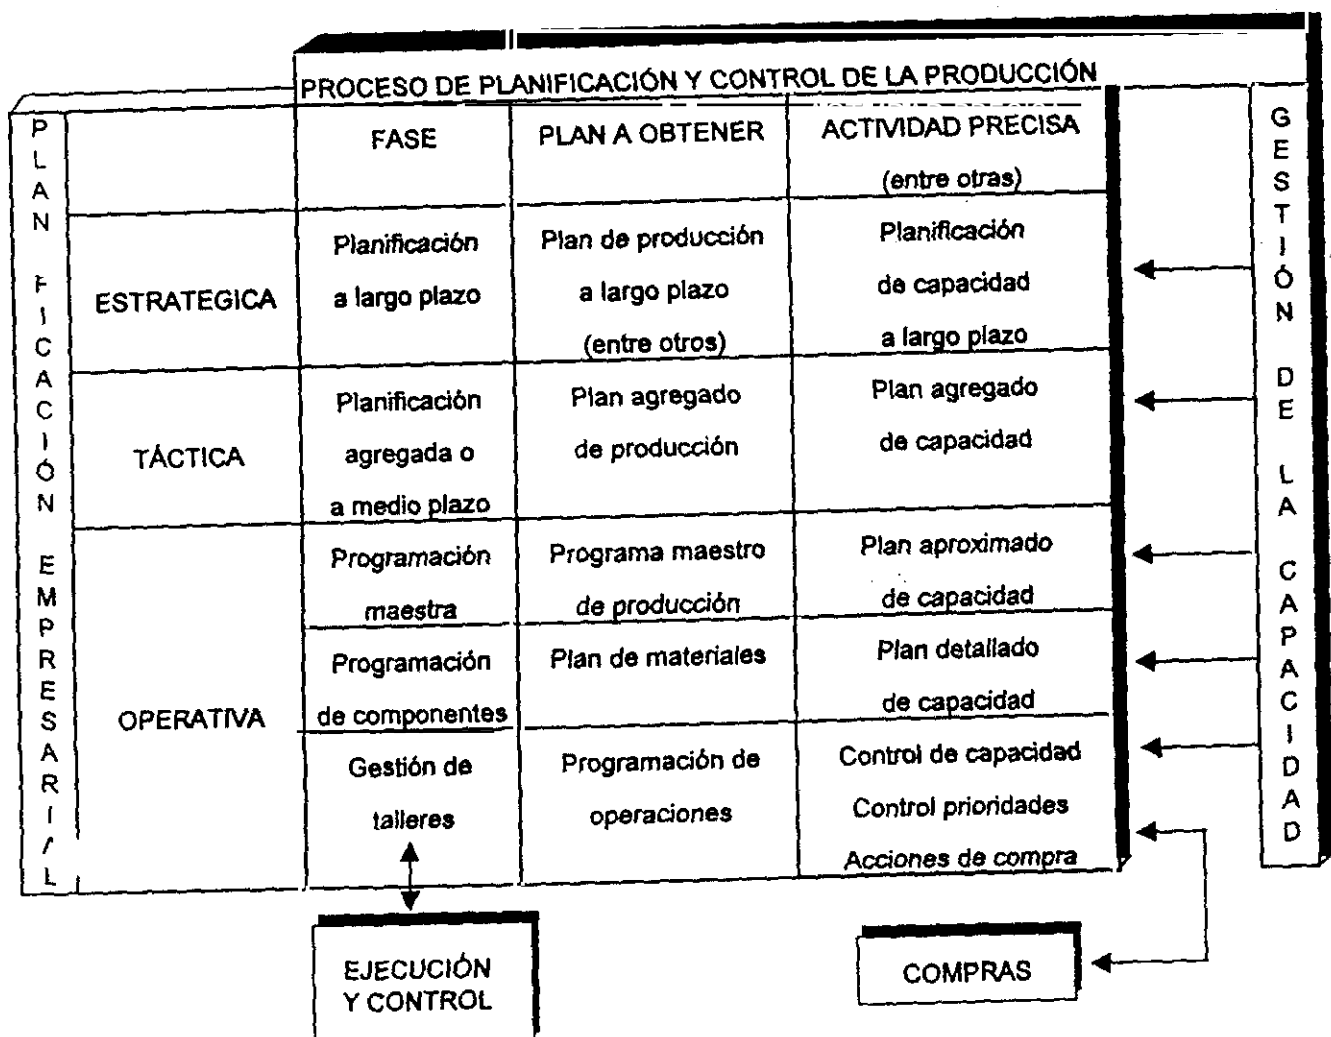 PROCESO DE PLANIFICACIÓN Y CONTROL DE LA PRODUCCIÓN
PLANIFICACIÓN EMPRESARIAL
FASE
PLAN A OBTENER
ACTIVIDAD PRECISA
(entre otras)
ESTRATEGICA
Planificación
a largo plazo
Plan de producción
a largo plazo
(entre otros)
Planificación
de capacidad
a largo plazo
TÁCTICA
Planificación
agregada o
a medio plazo
Plan agregado
de producción
Plan agregado
de capacidad
OPERATIVA
Programación
maestra
Programa maestro
de producción
Plan aproximado
de capacidad
Programación
de componentes
Plan de materiales
Plan detallado
de capacidad
Gestión de
talleres
Programación de
operaciones
Control de capacidad
Control prioridades
Acciones de compra
GESTIÓN DE LA CAPACIDAD
EJECUCIÓN
Y CONTROL
COMPRAS